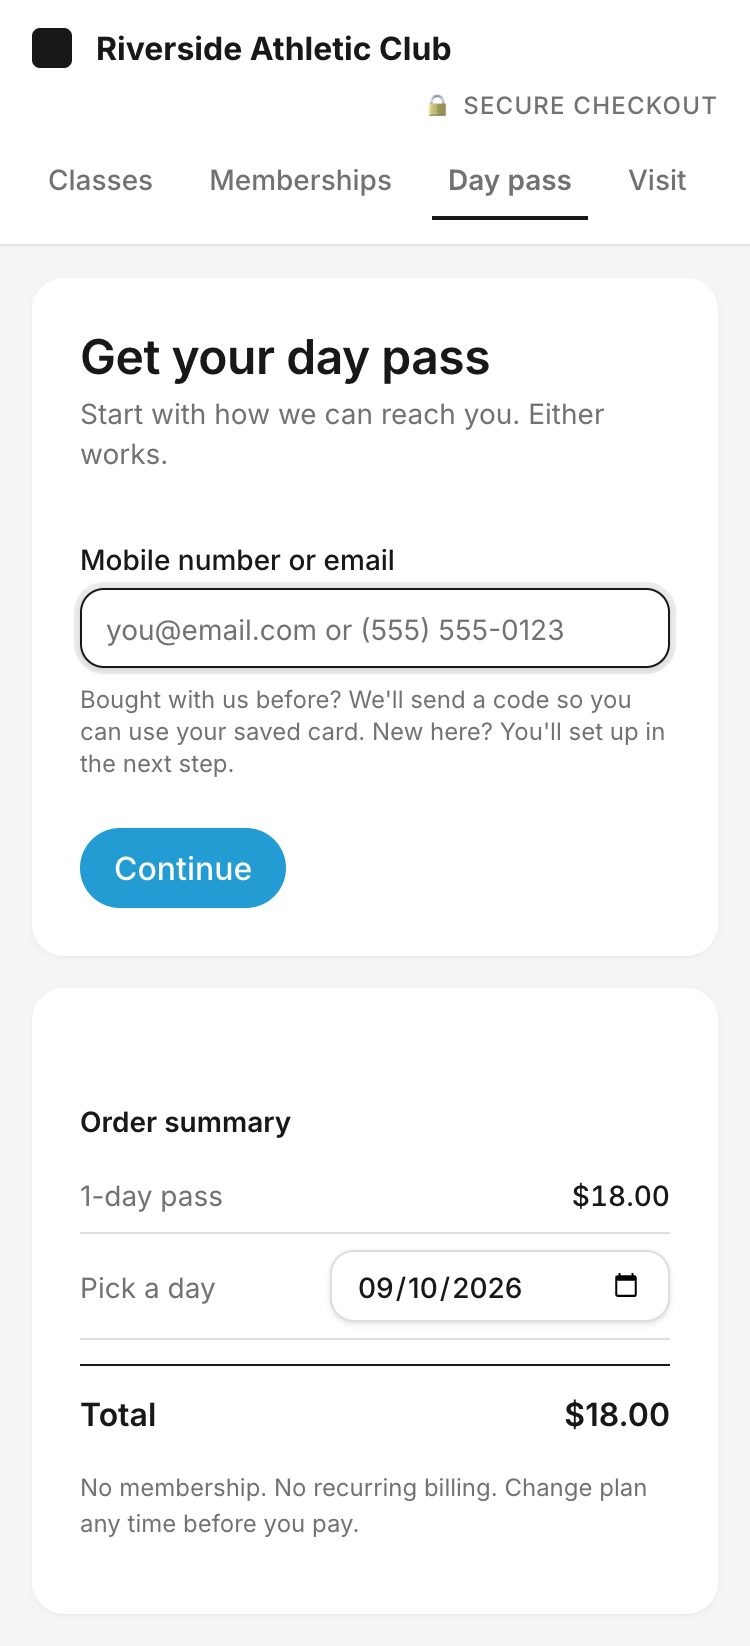 Riverside Athletic Club
🔒 SECURE CHECKOUT
Classes Memberships Day pass Visit
Get your day pass
Start with how we can reach you. Either
works.
Mobile number or email
you@email.com or (555) 555-0123
Bought with us before? We'll send a code so you
can use your saved card. New here? You'll set up in
the next step.
Continue
Order summary
1-day pass $18.00
Pick a day 09/10/2026
Total $18.00
No membership. No recurring billing. Change plan
any time before you pay.